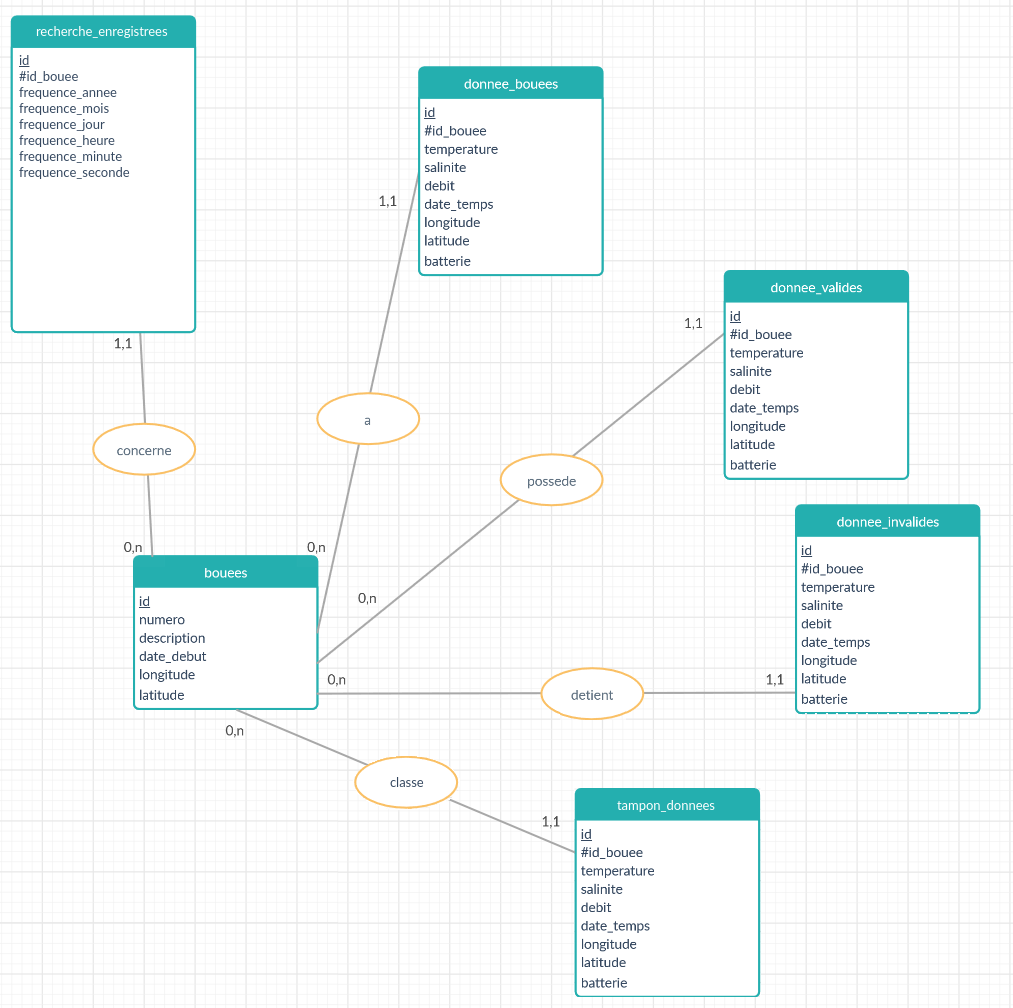 recherche_enregistrees
id
#id_bouee
frequence_annee
frequence_mois
frequence_jour
frequence_heure
frequence_minute
frequence_seconde
donnee_bouees
id
#id_bouee
temperature
salinite
debit
date_temps
longitude
latitude
batterie
1,1
donnee_valides
id
#id_bouee
temperature
salinite
debit
date_temps
longitude
latitude
batterie
1,1
1,1
a
concerne
possede
donnee_invalides
id
#id_bouee
temperature
salinite
debit
date_temps
longitude
latitude
batterie
0,n
0,n
bouees
id
numero
description
date_debut
longitude
latitude
0,n
0,n
detient
1,1
0,n
classe
1,1
tampon_donnees
id
#id_bouee
temperature
salinite
debit
date_temps
longitude
latitude
batterie